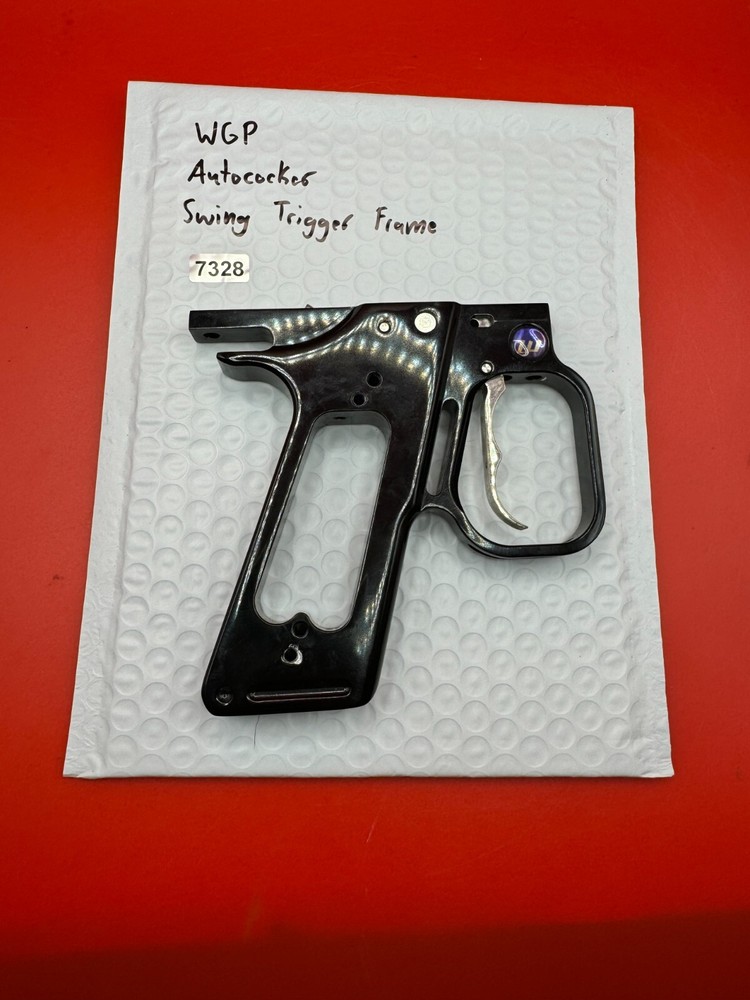 WGP
Autococker
Swing Trigger Frame
7328